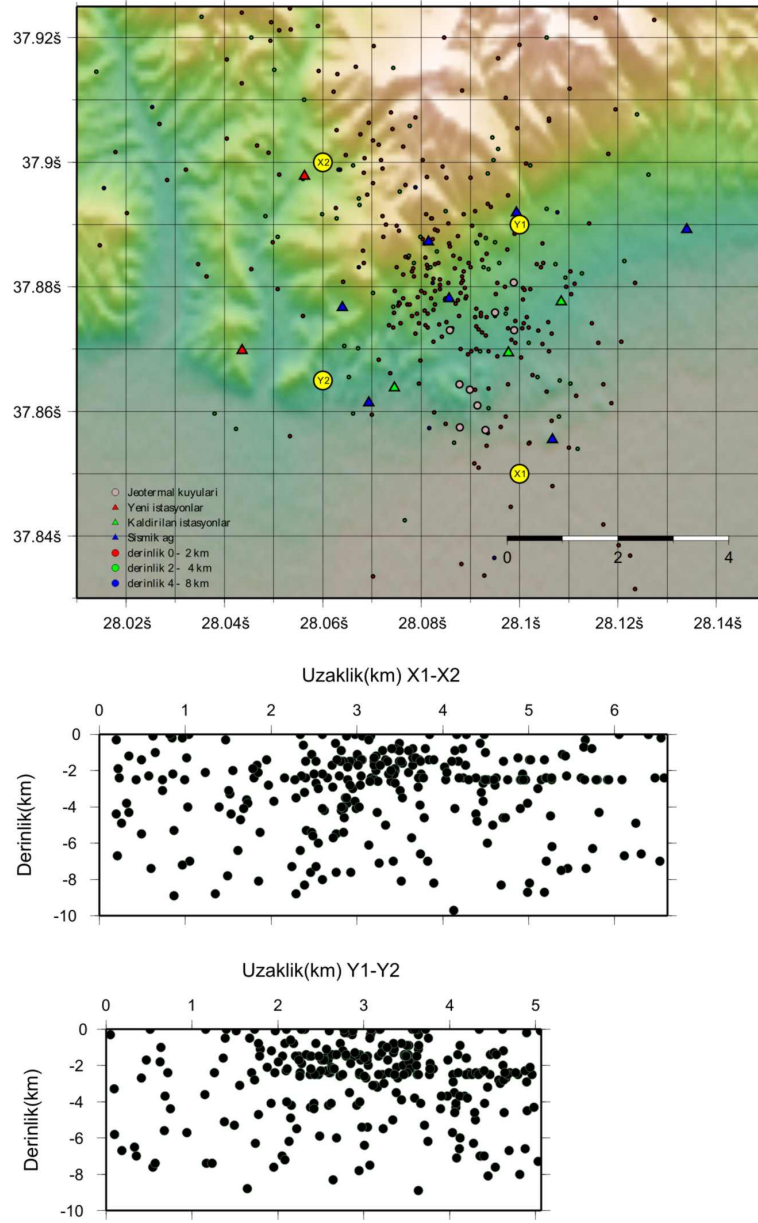 37.92š
37.9š
37.88š
37.86š
37.84š
X2
Y1
Y2
X1
Jeotermal kuyulari
Yeni istasyonlar
Kaldirilan istasyonlar
Sismik ag
derinlik 0 - 2 km
derinlik 2 - 4 km
derinlik 4 - 8 km
0 2 4
28.02š 28.04š 28.06š 28.08š 28.1š 28.12š 28.14š
Uzaklik(km) X1-X2
0 1 2 3 4 5 6
Derinlik(km)
0
-2
-4
-6
-8
-10
Uzaklik(km) Y1-Y2
0 1 2 3 4 5
Derinlik(km)
0
-2
-4
-6
-8
-10